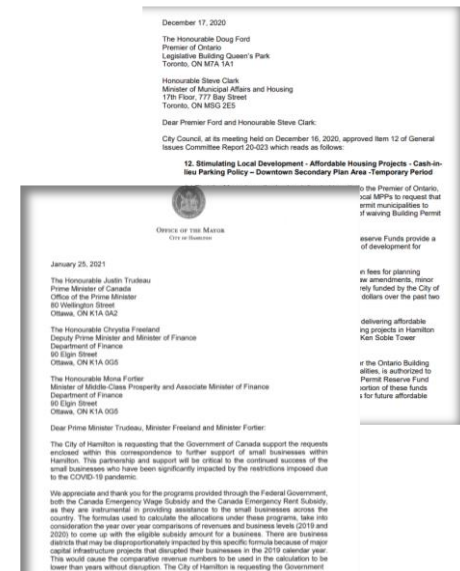 December 17, 2020
The Honourable Doug Ford
Premier of Ontario
Legislative Building Queen's Park
Toronto, ON M7A 1A1
Honourable Steve Clark
Minister of Municipal Affairs and Housing
17th Floor, 777 Bay Street
Toronto, ON M5G 2E5
Dear Premier Ford and Honourable Steve Clark:
City Council, at its meeting held on December 16, 2020, approved Item 12 of General
Issues Committee Report 20-023 which reads as follows:
12. Stimulating Local Development - Affordable Housing Projects - Cash-in-
lieu Parking Policy – Downtown Secondary Plan Area -Temporary Period
o the Premier of Ontario,
ocal MPPs to request that
ermit municipalities to
of waiving Building Permit
eserve Funds provide a
of development for
n fees for planning
aw amendments, minor
rely funded by the City of
dollars over the past two
delivering affordable
ing projects in Hamilton
Ken Soble Tower
r the Ontario Building
alities, is authorized to
Permit Reserve Fund
portion of these funds
s for future affordable
OFFICE OF THE MAYOR
CITY OF HAMILTON
January 25, 2021
The Honourable Justin Trudeau
Prime Minister of Canada
Office of the Prime Minister
80 Wellington Street
Ottawa, ON K1A 0A2
The Honourable Chrystia Freeland
Deputy Prime Minister and Minister of Finance
Department of Finance
90 Elgin Street
Ottawa, ON K1A 0G5
The Honourable Mona Fortier
Minister of Middle-Class Prosperity and Associate Minister of Finance
Department of Finance
90 Elgin Street
Ottawa, ON K1A 0G5
Dear Prime Minister Trudeau, Minister Freeland and Minister Fortier:
The City of Hamilton is requesting that the Government of Canada support the requests
enclosed within this correspondence to further support of small businesses within
Hamilton. This partnership and support will be critical to the continued success of the
small businesses who have been significantly impacted by the restrictions imposed due
to the COVID-19 pandemic.
We appreciate and thank you for the programs provided through the Federal Government,
both the Canada Emergency Wage Subsidy and the Canada Emergency Rent Subsidy,
as they are instrumental in providing assistance to the small businesses across the
country. The formulas used to calculate the allocations under these programs, take into
consideration the year over year comparisons of revenues and business levels (2019 and
2020) to come up with the eligible subsidy amount for a business. There are business
districts that may be disproportionately impacted by this specific formula because of major
capital infrastructure projects that disrupted their businesses in the 2019 calendar year.
This would cause the comparative revenue numbers to be used in the calculation to be
lower than years without disruption. The City of Hamilton is requesting the Government